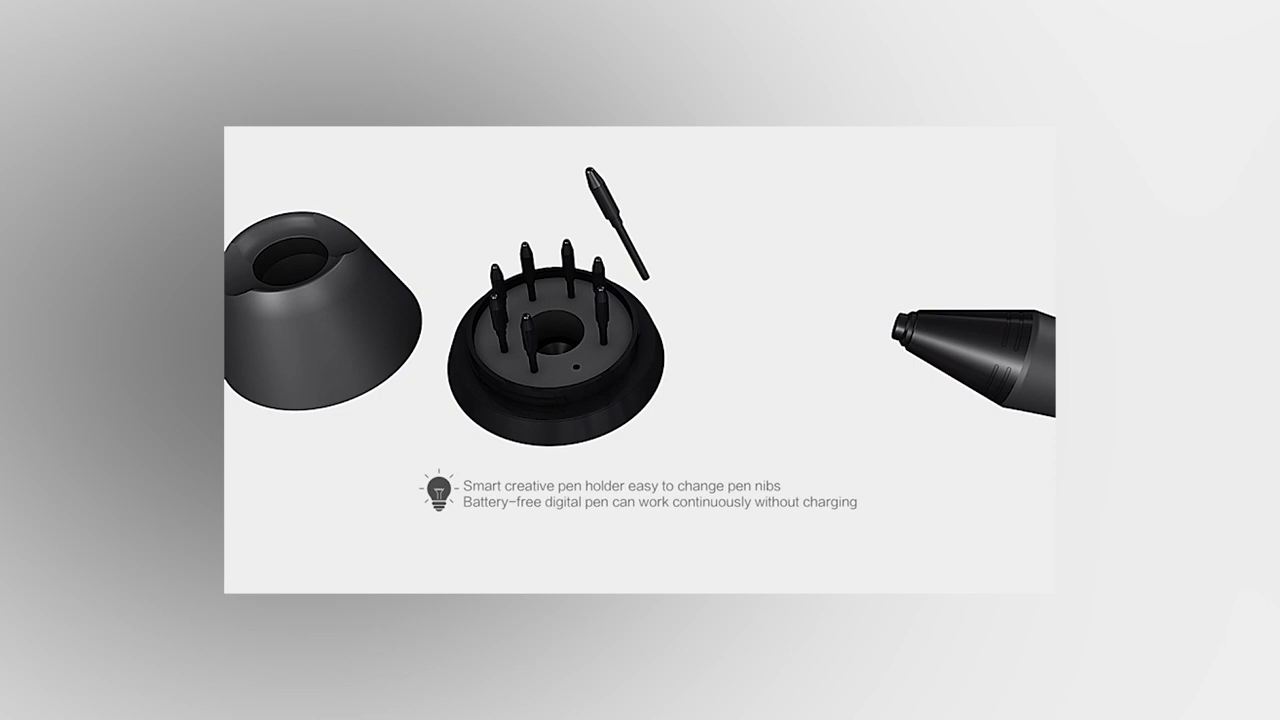 Smart creative pen holder easy to change pen nibs
Battery-free digital pen can work continuously without charging